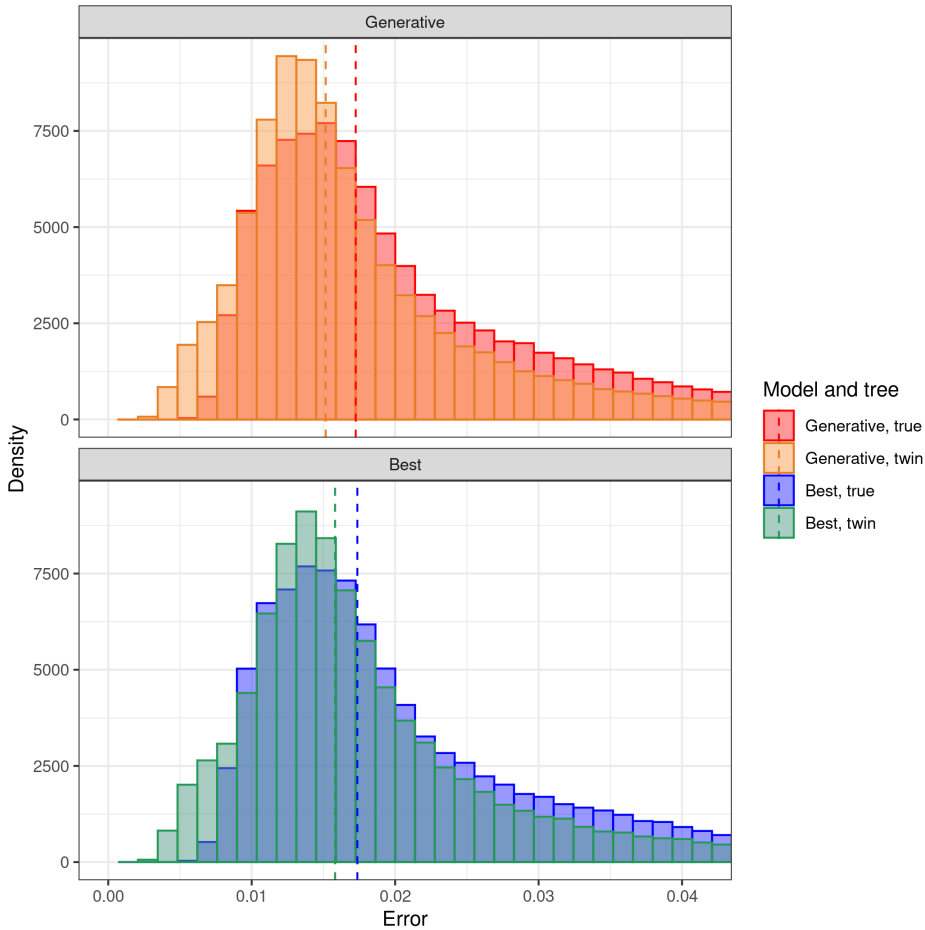 Generative
7500
5000
2500
0
Density
Best
7500
5000
2500
0
0.00 0.01 0.02 0.03 0.04
Error
Model and tree
Generative, true
Generative, twin
Best, true
Best, twin